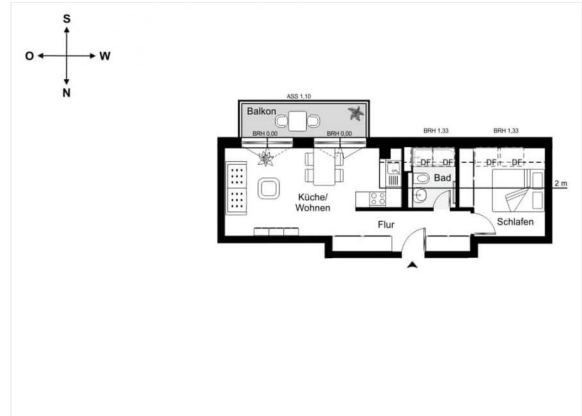 S
O W
N
ASS 1,10
Balkon
BRH 0,00 BRH 0,00
BRH 1,33 BRH 1,33
DF DF DF DF
Bad
2 m
Küche/
Wohnen
Flur
Schlafen